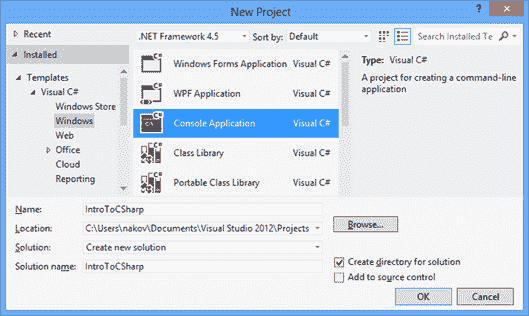 New Project
Recent
Installed
Templates
Visual C#
Windows Store
Windows
Web
Office
Cloud
Reporting
.NET Framework 4.5
Sort by:
Default
Search Installed Te
Windows Forms Application
Visual C#
WPF Application
Visual C#
Console Application
Visual C#
Class Library
Visual C#
Portable Class Library
Visual C#
Type: Visual C#
A project for creating a command-line
application
Name:
IntroToCSharp
Location:
C:\Users\nakov\Documents\Visual Studio 2012\Projects
Browse...
Solution:
Create new solution
Solution name:
IntroToCSharp
Create directory for solution
Add to source control
OK
Cancel